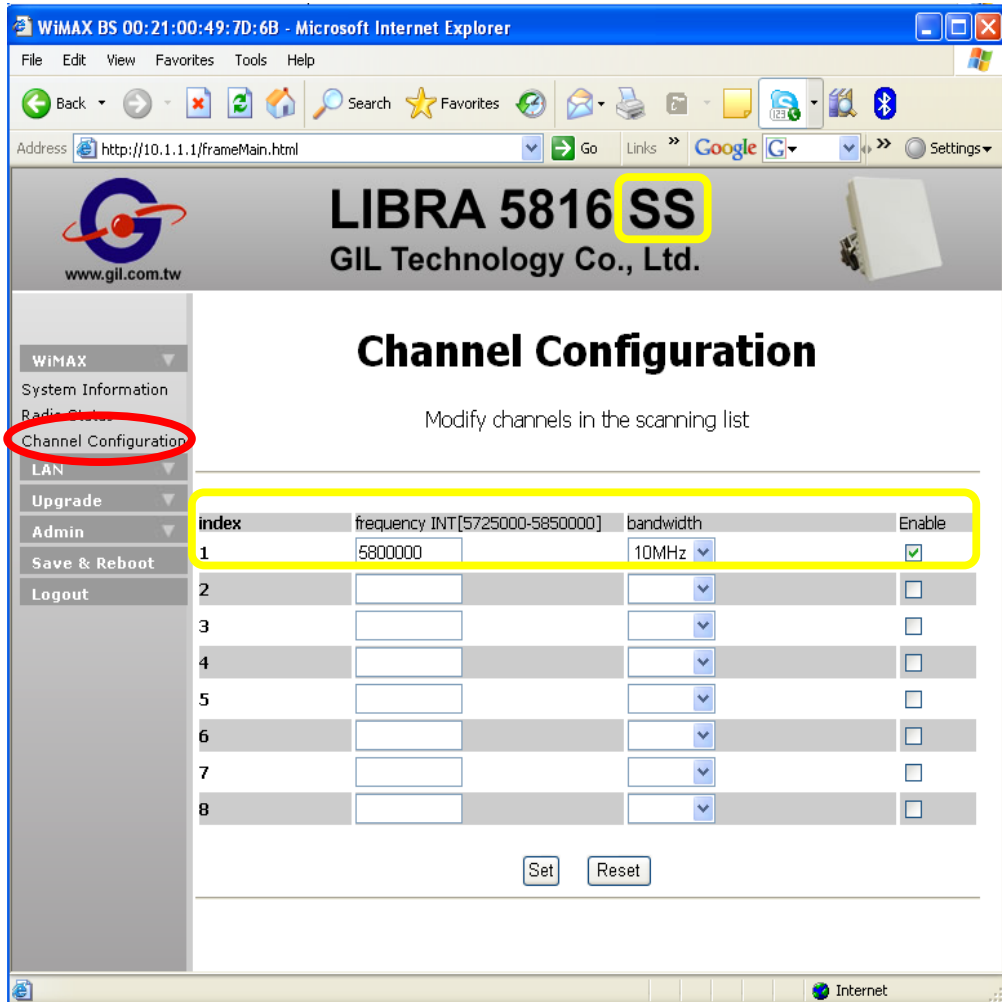 WiMAX BS 00:21:00:49:7D:6B - Microsoft Internet Explorer
File Edit View Favorites Tools Help
Back Search Favorites
Address http://10.1.1.1/frameMain.html Go Links » Google G Settings
www.gil.com.tw
LIBRA 5816 SS
GIL Technology Co., Ltd.
WiMAX
System Information
Radio Status
Channel Configuration
LAN
Upgrade
Admin
Save & Reboot
Logout
Channel Configuration
Modify channels in the scanning list
index frequency INT[5725000-5850000] bandwidth Enable
1 5800000 10MHz
2
3
4
5
6
7
8
Set Reset
Internet